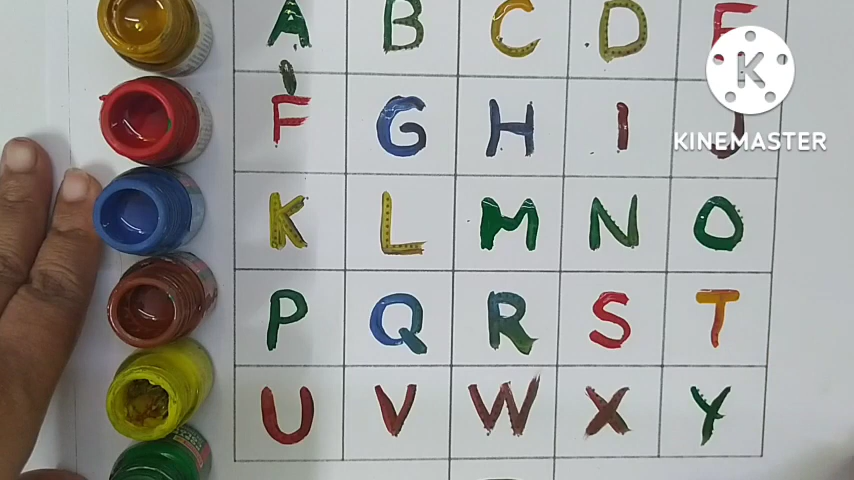 A B C D E
F G H I J
K
KINEMASTER
K L M N O
P Q R S T
U V W X Y